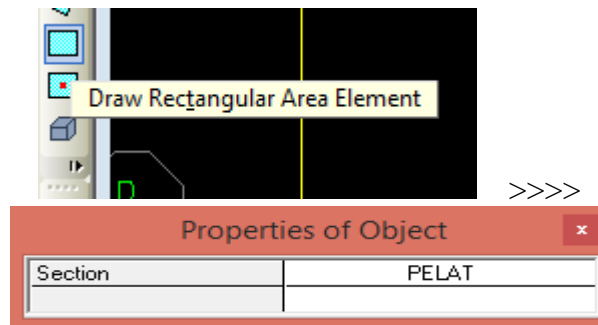 Draw Rectangular Area Element
D
>>>>
Properties of Object
x
Section PELAT